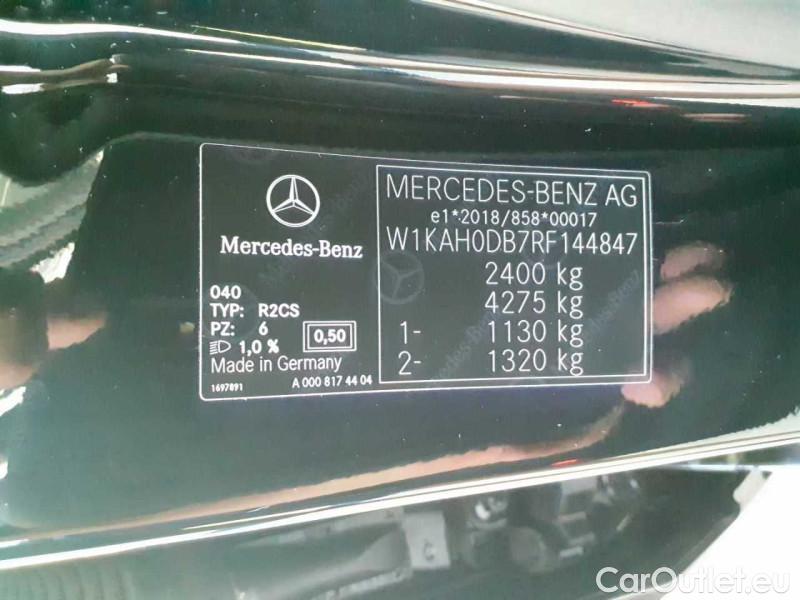 Mercedes-Benz
040
TYP: R2CS
PZ: 6
1,0 %
0,50
Made in Germany
1697891
A 000 817 44 04
MERCEDES-BENZ AG
e1*2018/858*00017
W1KAH0DB7RF144847
2400 kg
4275 kg
1- 1130 kg
2- 1320 kg
CarOutlet.eu